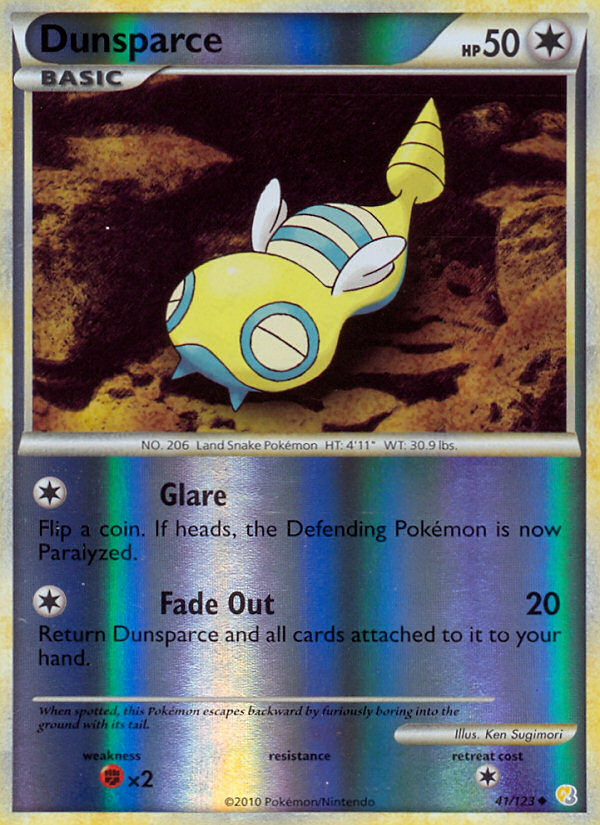 Dunsparce
HP 50
BASIC
NO. 206 Land Snake Pokémon HT: 4'11" WT: 30.9 lbs.
Glare
Flip a coin. If heads, the Defending Pokémon is now
Paralyzed.
Fade Out 20
Return Dunsparce and all cards attached to it to your
hand.
When spotted, this Pokémon escapes backward by furiously boring into the
ground with its tail.
Illus. Ken Sugimori
weakness resistance retreat cost
×2
©2010 Pokémon/Nintendo
41/123